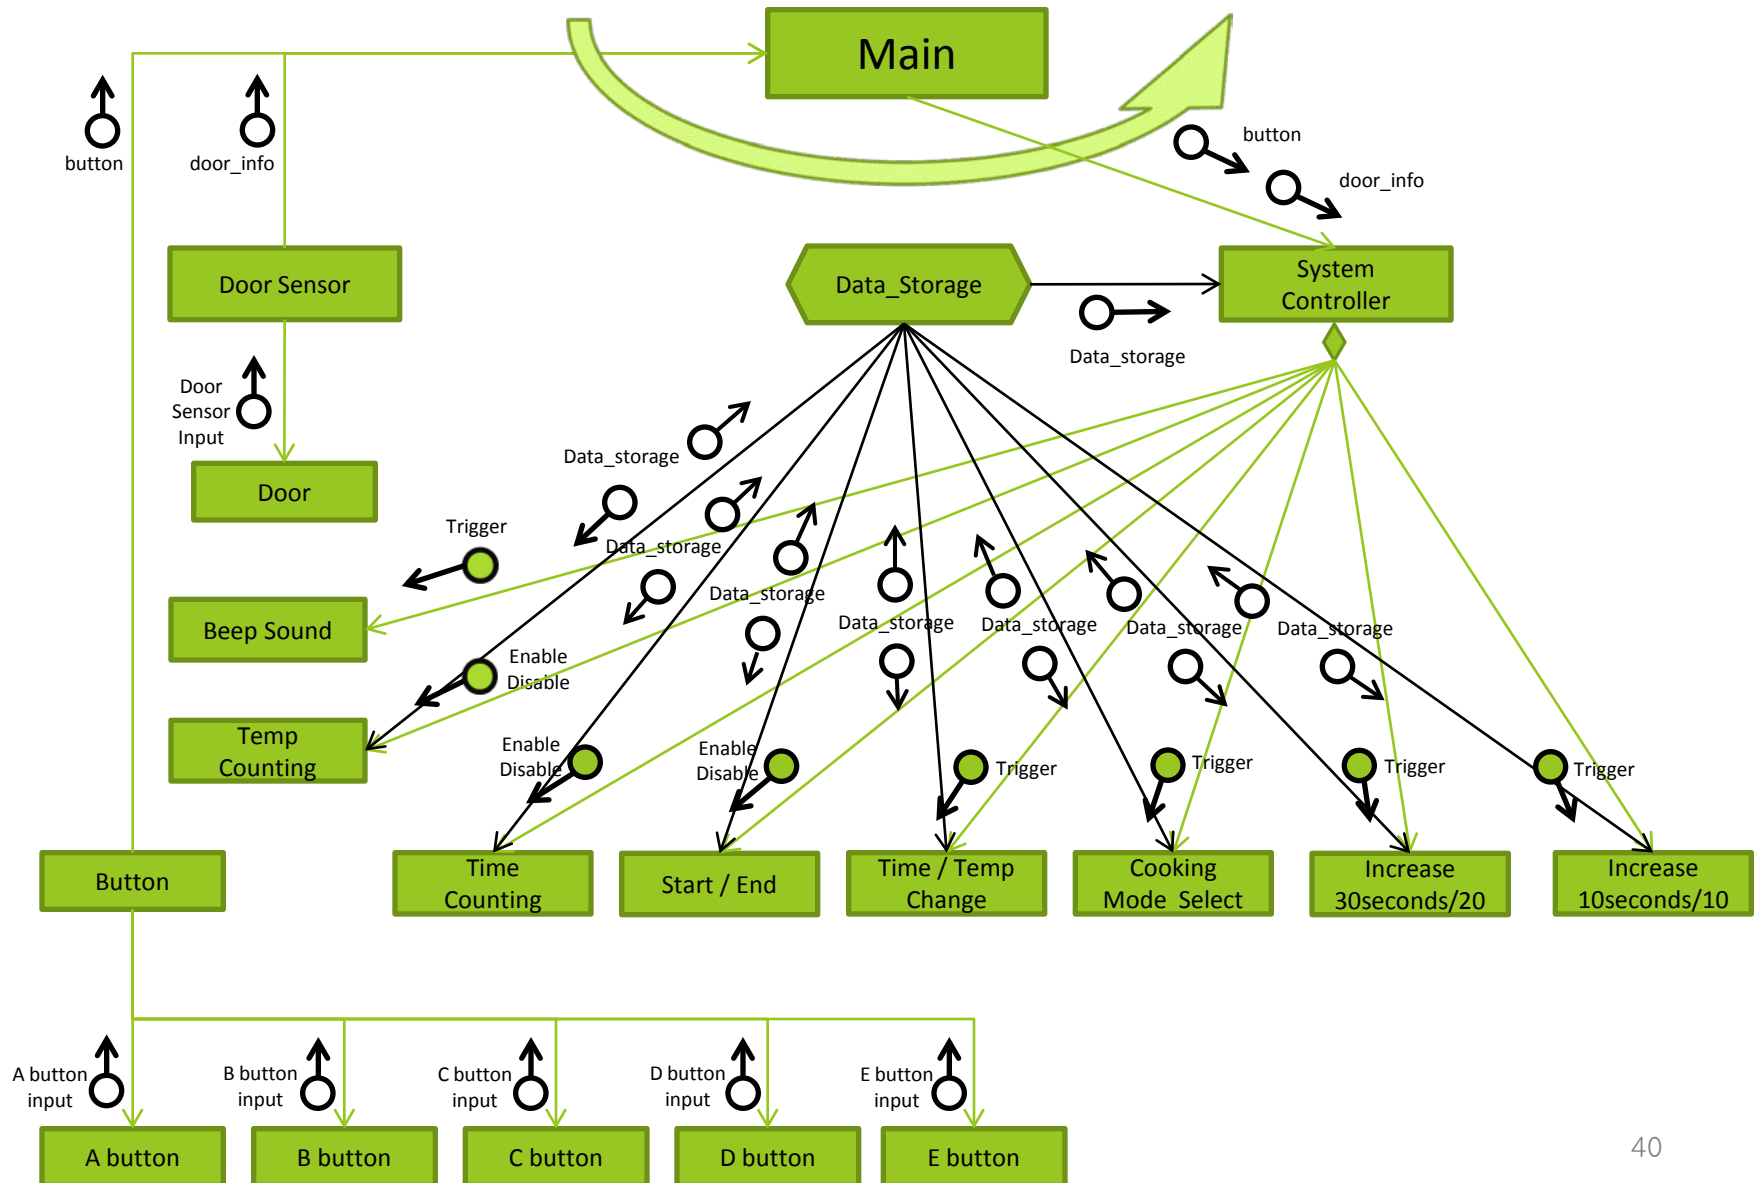 Main
button
door_info
button
door_info
Door Sensor
Data_Storage
System
Controller
Data_storage
Door
Sensor
Input
Door
Data_storage
Trigger
Data_storage
Data_storage
Data_storage
Data_storage
Data_storage
Data_storage
Beep Sound
Enable
Disable
Temp
Counting
Enable
Disable
Enable
Disable
Trigger
Trigger
Trigger
Trigger
Button
Time
Counting
Start / End
Time / Temp
Change
Cooking
Mode Select
Increase
30seconds/20
Increase
10seconds/10
A button
input
B button
input
C button
input
D button
input
E button
input
A button
B button
C button
D button
E button
40